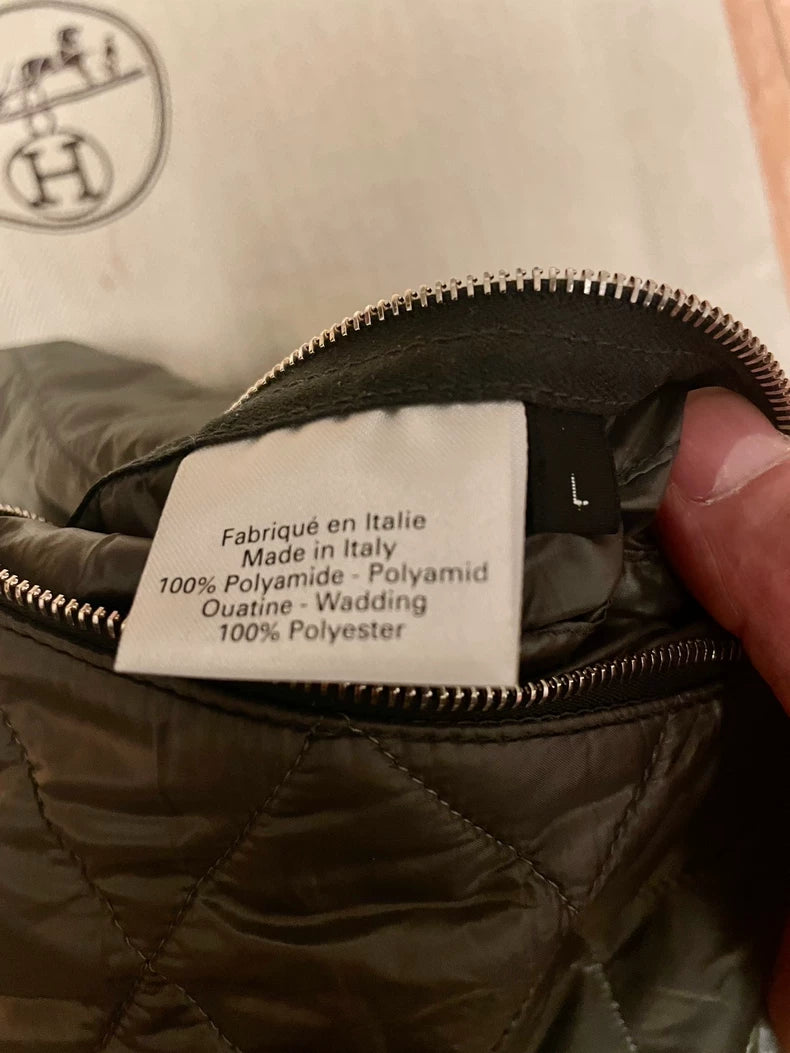 H
Fabriqué en Italie
Made in Italy
100% Polyamide - Polyamid
Ouatine - Wadding
100% Polyester
L